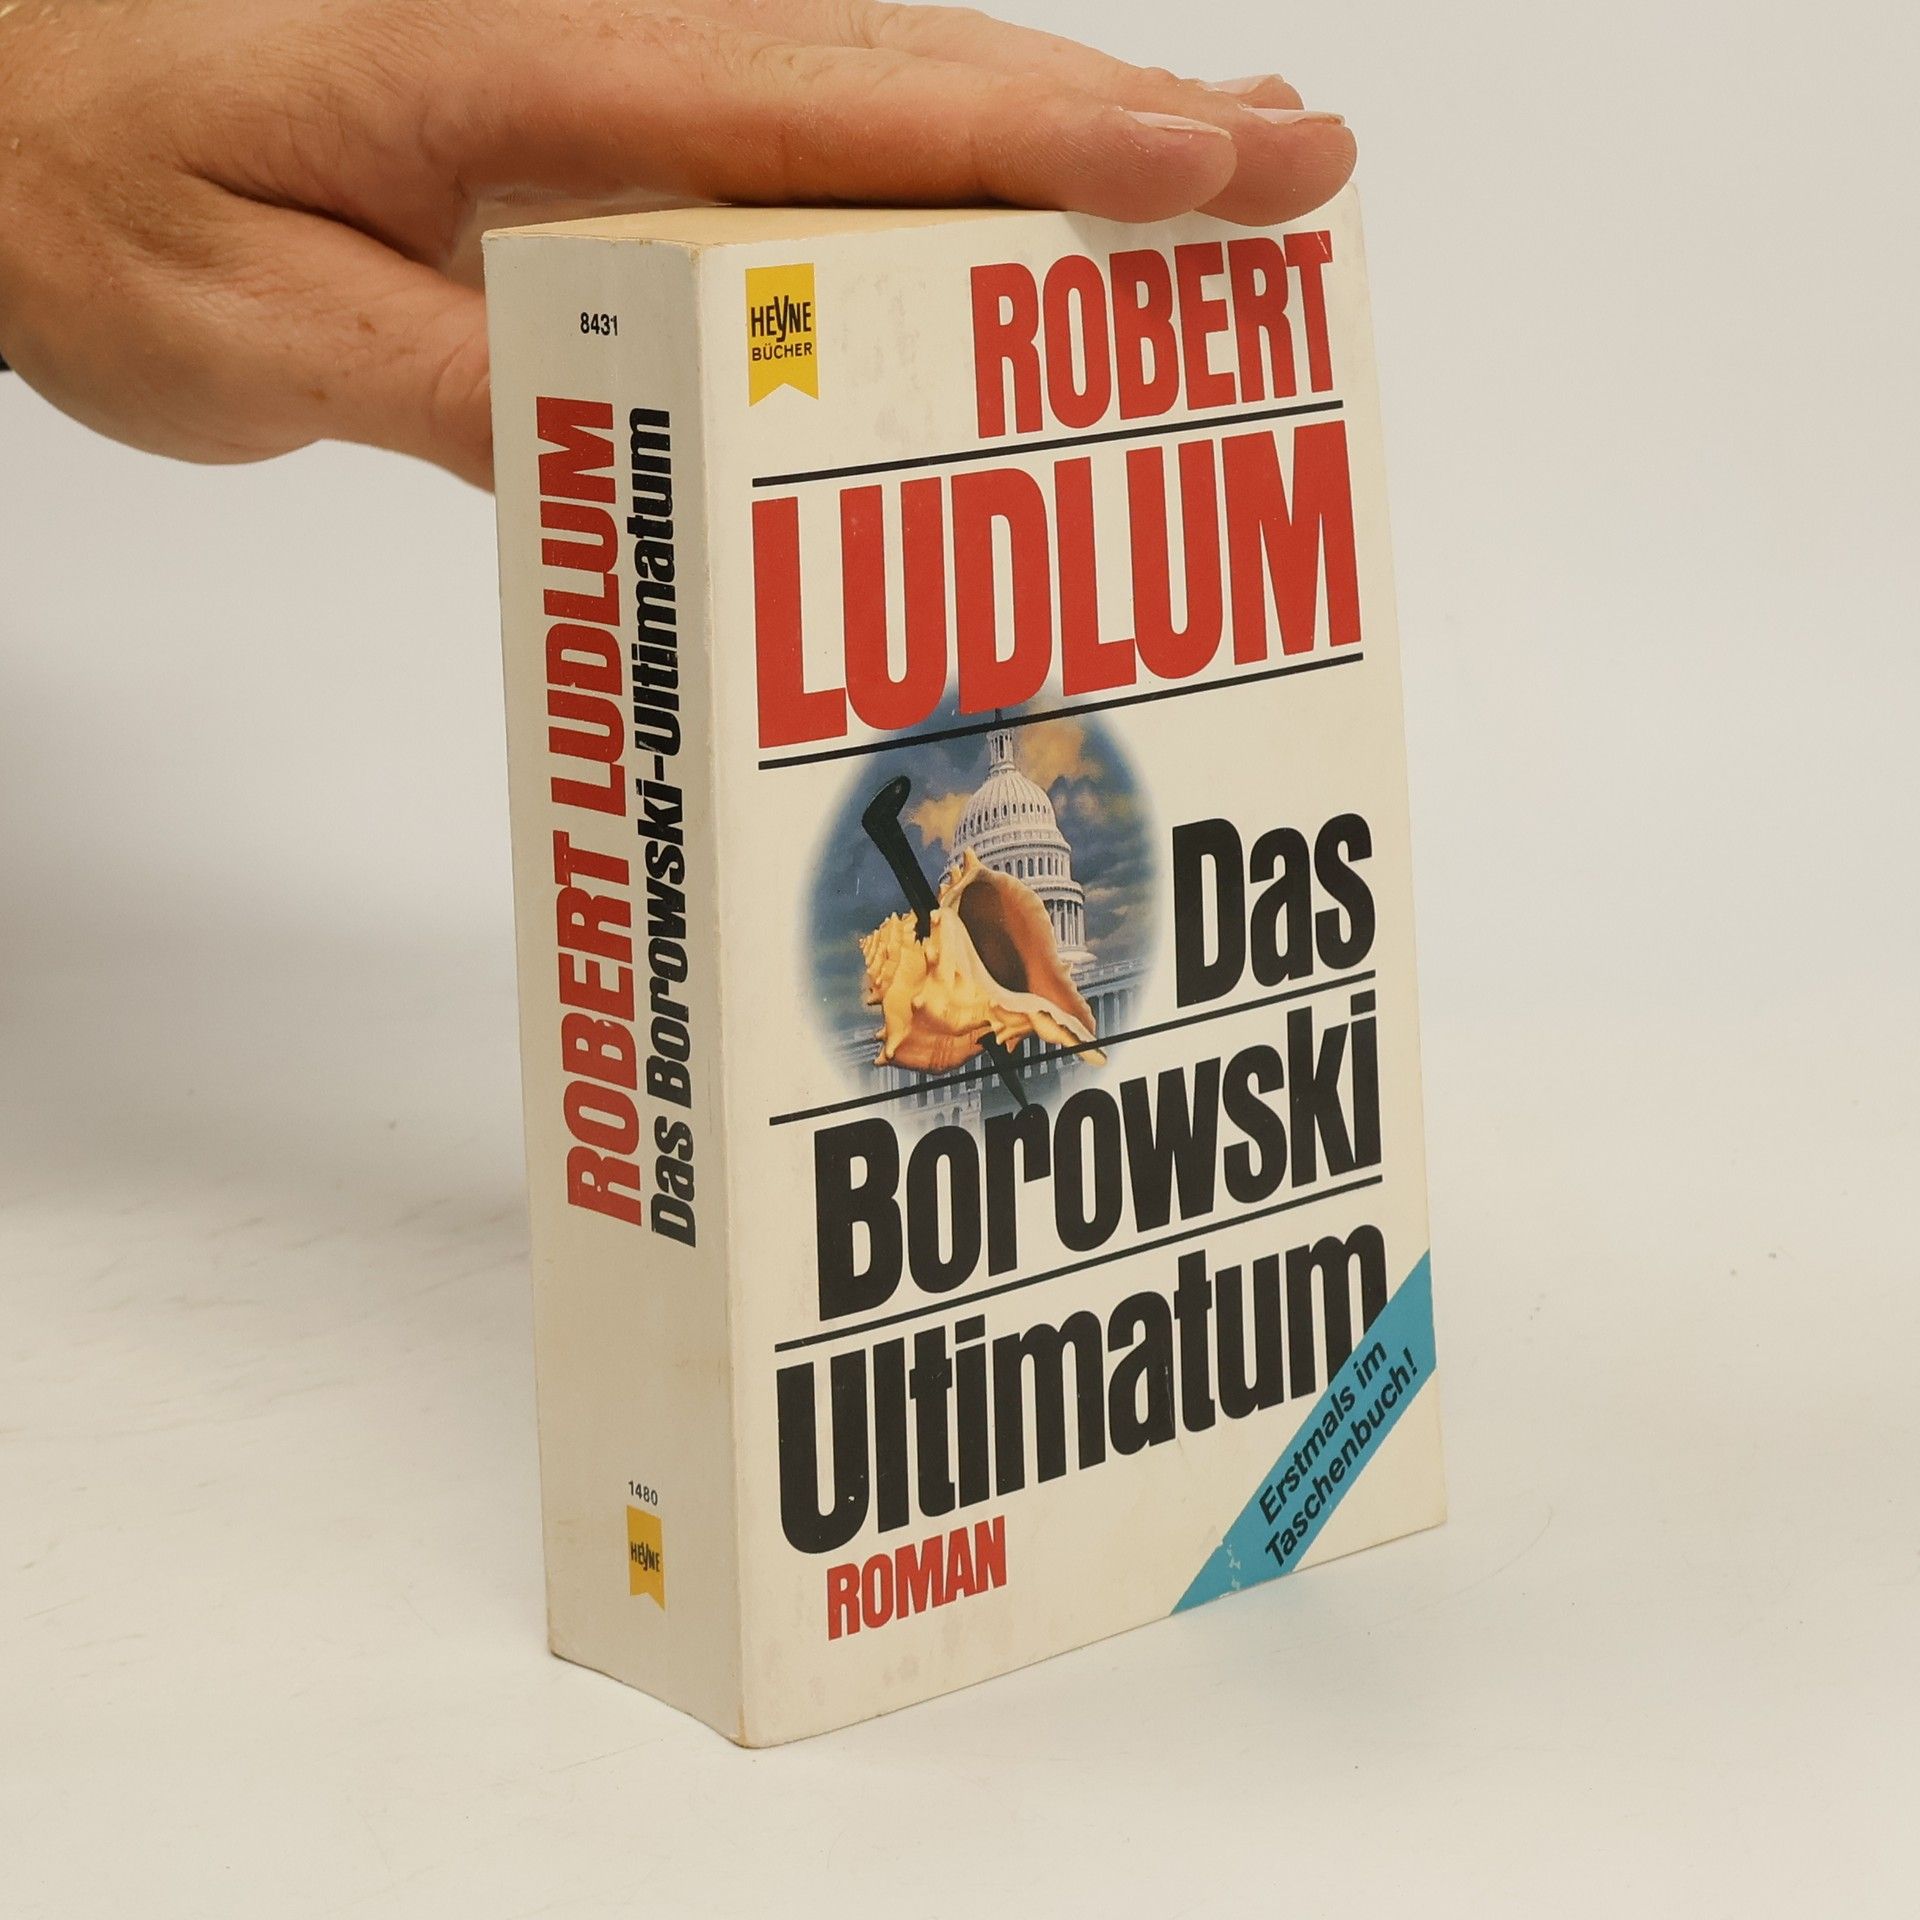 8431
ROBERT LUDLUM
Das Borowski-Ultimatum
1480
HEYNE
HEYNE
BÜCHER
ROBERT
LUDLUM
Das
Borowski
Ultimatum
ROMAN
Erstmals im
Taschenbuch!